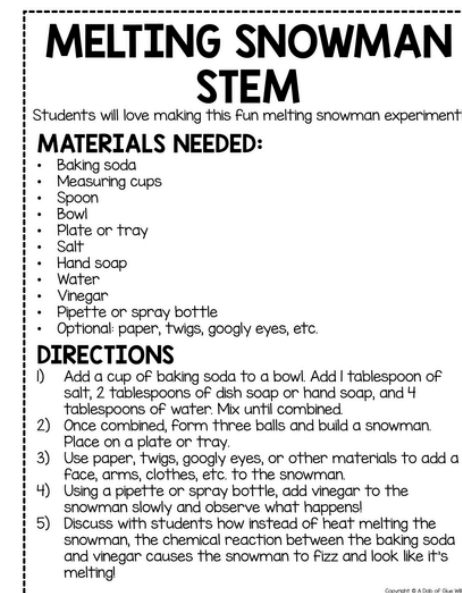 MELTING SNOWMAN
STEM
Students will love making this fun melting snowman experiment
MATERIALS NEEDED:
• Baking soda
• Measuring cups
• Spoon
• Bowl
• Plate or tray
• Salt
• Hand soap
• Water
• Vinegar
• Pipette or spray bottle
• Optional: paper, twigs, googly eyes, etc.
DIRECTIONS
1) Add a cup of baking soda to a bowl. Add 1 tablespoon of
salt, 2 tablespoons of dish soap or hand soap, and 4
tablespoons of water. Mix until combined.
2) Once combined, form three balls and build a snowman.
Place on a plate or tray.
3) Use paper, twigs, googly eyes, or other materials to add a
face, arms, clothes, etc. to the snowman.
4) Using a pipette or spray bottle, add vinegar to the
snowman slowly and observe what happens!
5) Discuss with students how instead of heat melting the
snowman, the chemical reaction between the baking soda
and vinegar causes the snowman to fizz and look like it's
melting!
Copyright © A Dab of Glue Will